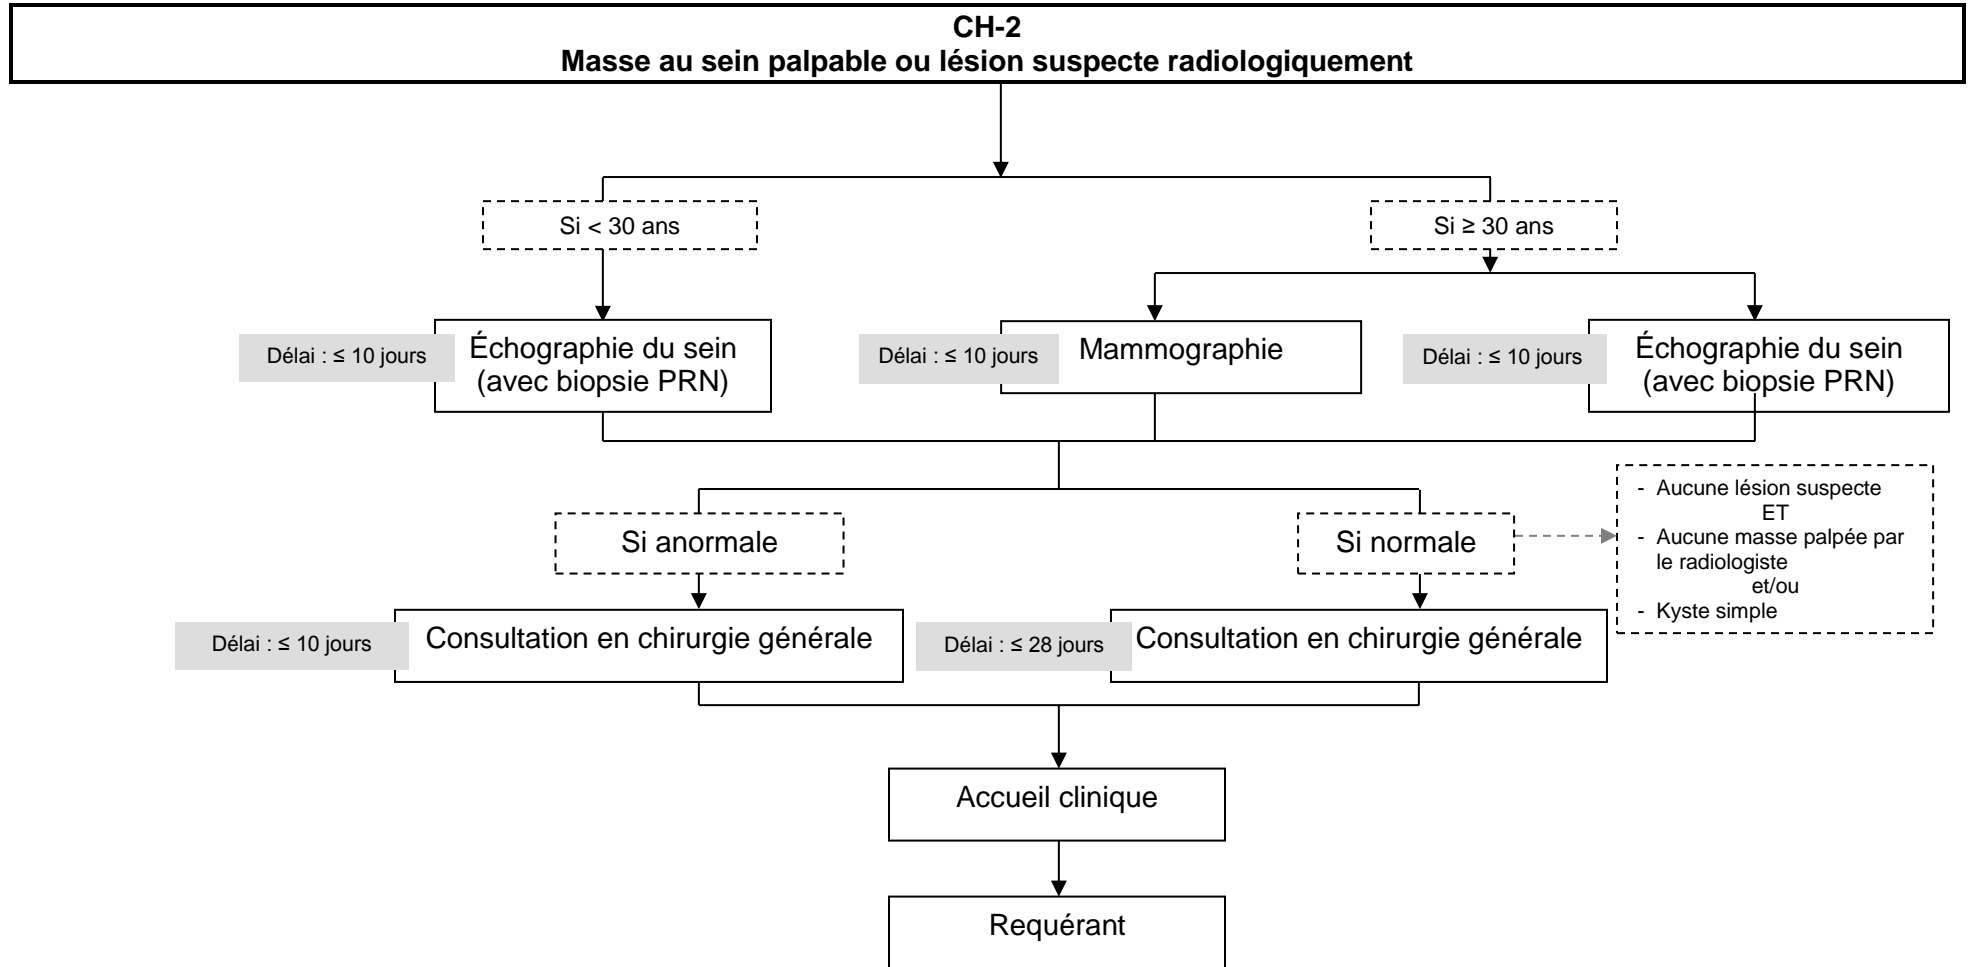 CH-2
Masse au sein palpable ou lésion suspecte radiologiquement
Si < 30 ans
Si ≥ 30 ans
Délai : ≤ 10 jours
Échographie du sein
(avec biopsie PRN)
Délai : ≤ 10 jours
Mammographie
Délai : ≤ 10 jours
Échographie du sein
(avec biopsie PRN)
Si anormale
Si normale
- Aucune lésion suspecte
ET
- Aucune masse palpée par
le radiologiste
et/ou
- Kyste simple
Délai : ≤ 10 jours
Consultation en chirurgie générale
Délai : ≤ 28 jours
Consultation en chirurgie générale
Accueil clinique
Requérant